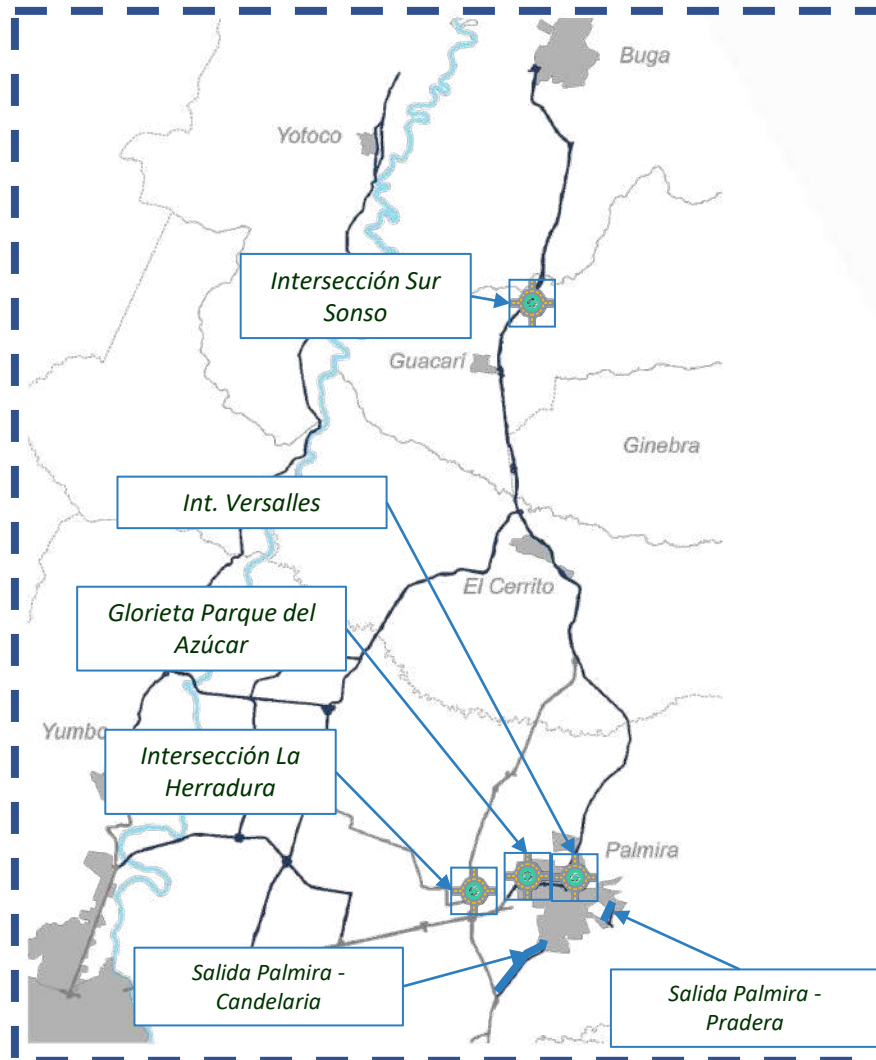 Buga
Yotoco
Intersección Sur
Sonso
Guacarí
Ginebra
Int. Versalles
El Cerrito
Glorieta Parque del
Azúcar
Yumbo
Intersección La
Herradura
Palmira
Salida Palmira -
Candelaria
Salida Palmira -
Pradera